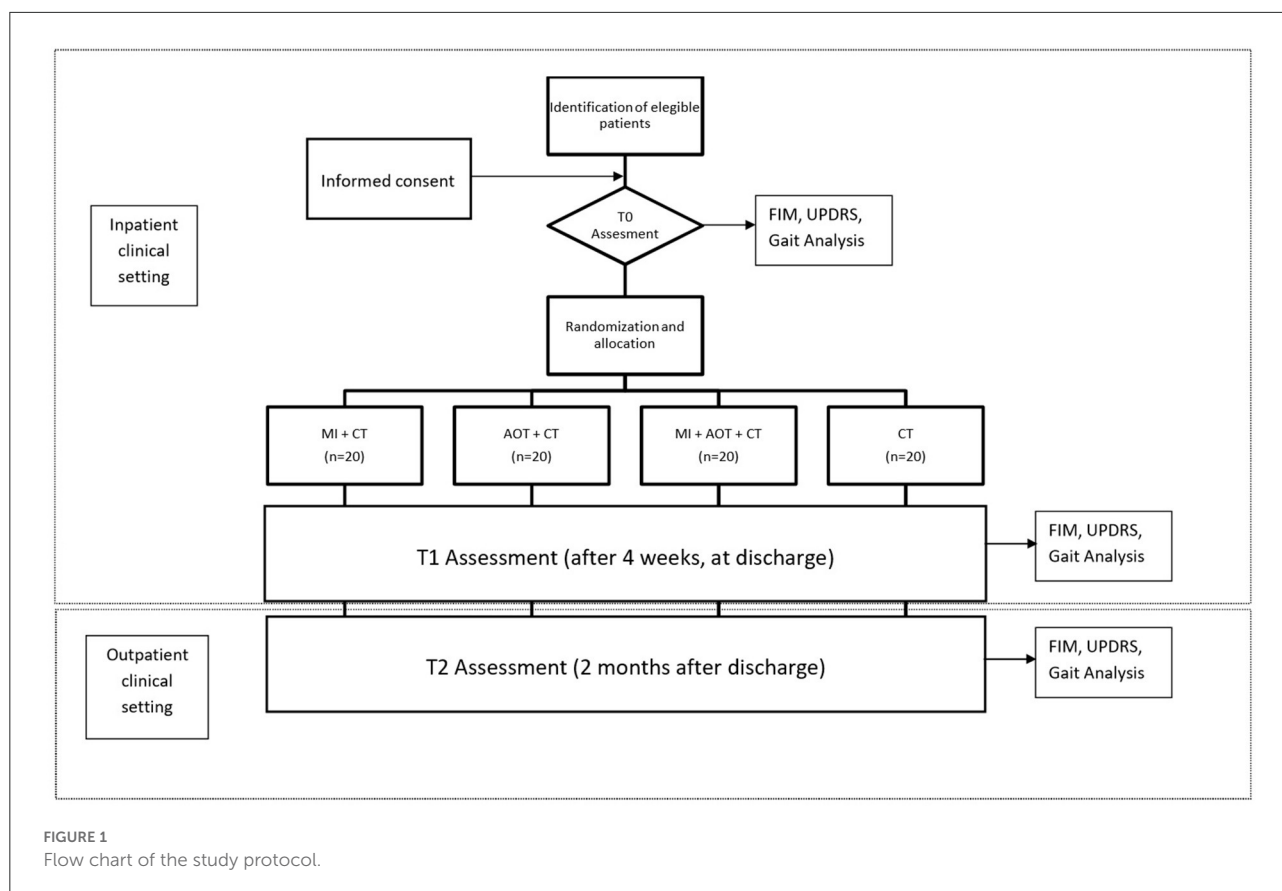 Identification of elegible
patients
Informed consent
T0
Assesment
FIM, UPDRS,
Gait Analysis
Inpatient
clinical
setting
Randomization and
allocation
MI + CT
(n=20)
AOT + CT
(n=20)
MI + AOT + CT
(n=20)
CT
(n=20)
T1 Assessment (after 4 weeks, at discharge)
FIM, UPDRS,
Gait Analysis
Outpatient
clinical
setting
T2 Assessment (2 months after discharge)
FIM, UPDRS,
Gait Analysis
FIGURE 1
Flow chart of the study protocol.